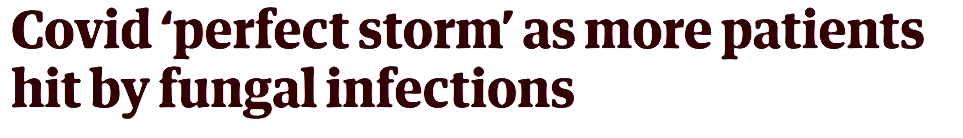 Covid ‘perfect storm’ as more patients
hit by fungal infections